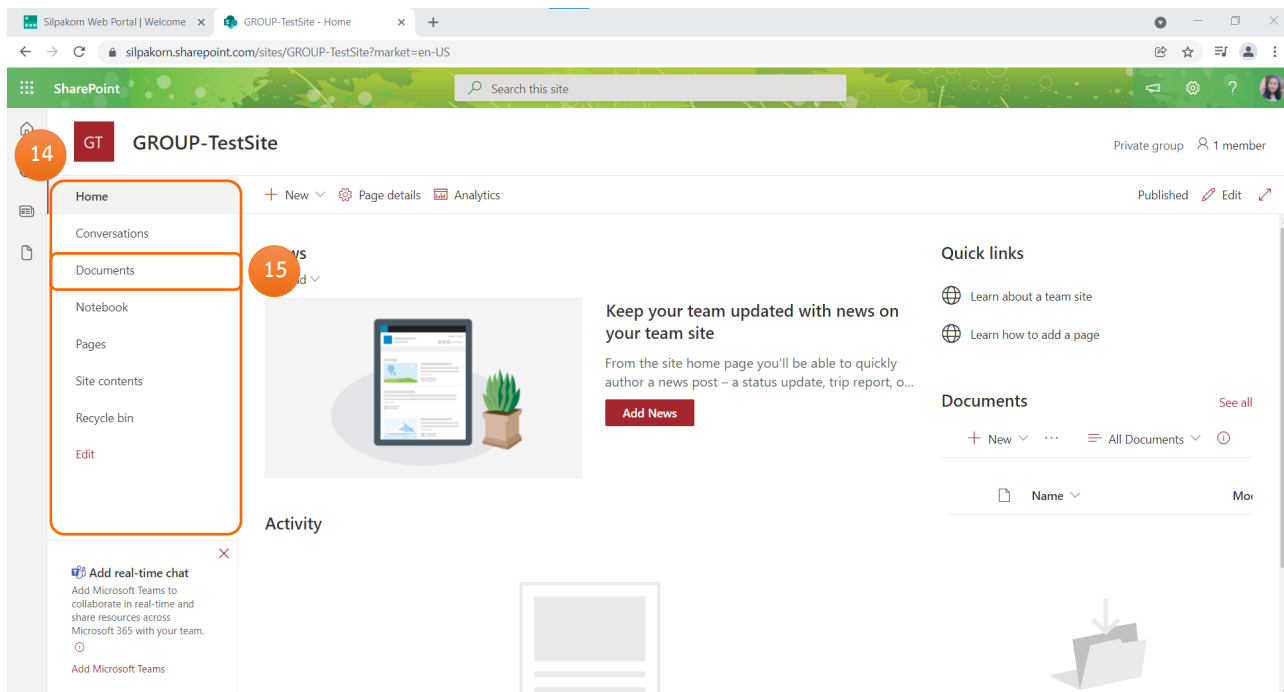 Silpakorn Web Portal | Welcome
GROUP-TestSite - Home
silpakorn.sharepoint.com/sites/GROUP-TestSite?market=en-US
SharePoint
Search this site
?
GT
GROUP-TestSite
Private group
1 member
14
Home
Conversations
Documents
Notebook
Pages
Site contents
Recycle bin
Edit
15
+ New
Page details
Analytics
Published
Edit
Keep your team updated with news on
your team site
From the site home page you'll be able to quickly
author a news post – a status update, trip report, o...
Add News
Quick links
Learn about a team site
Learn how to add a page
Documents
See all
+ New
...
All Documents
Name
Activity
Add real-time chat
Add Microsoft Teams to
collaborate in real-time and
share resources across
Microsoft 365 with your team.
Add Microsoft Teams